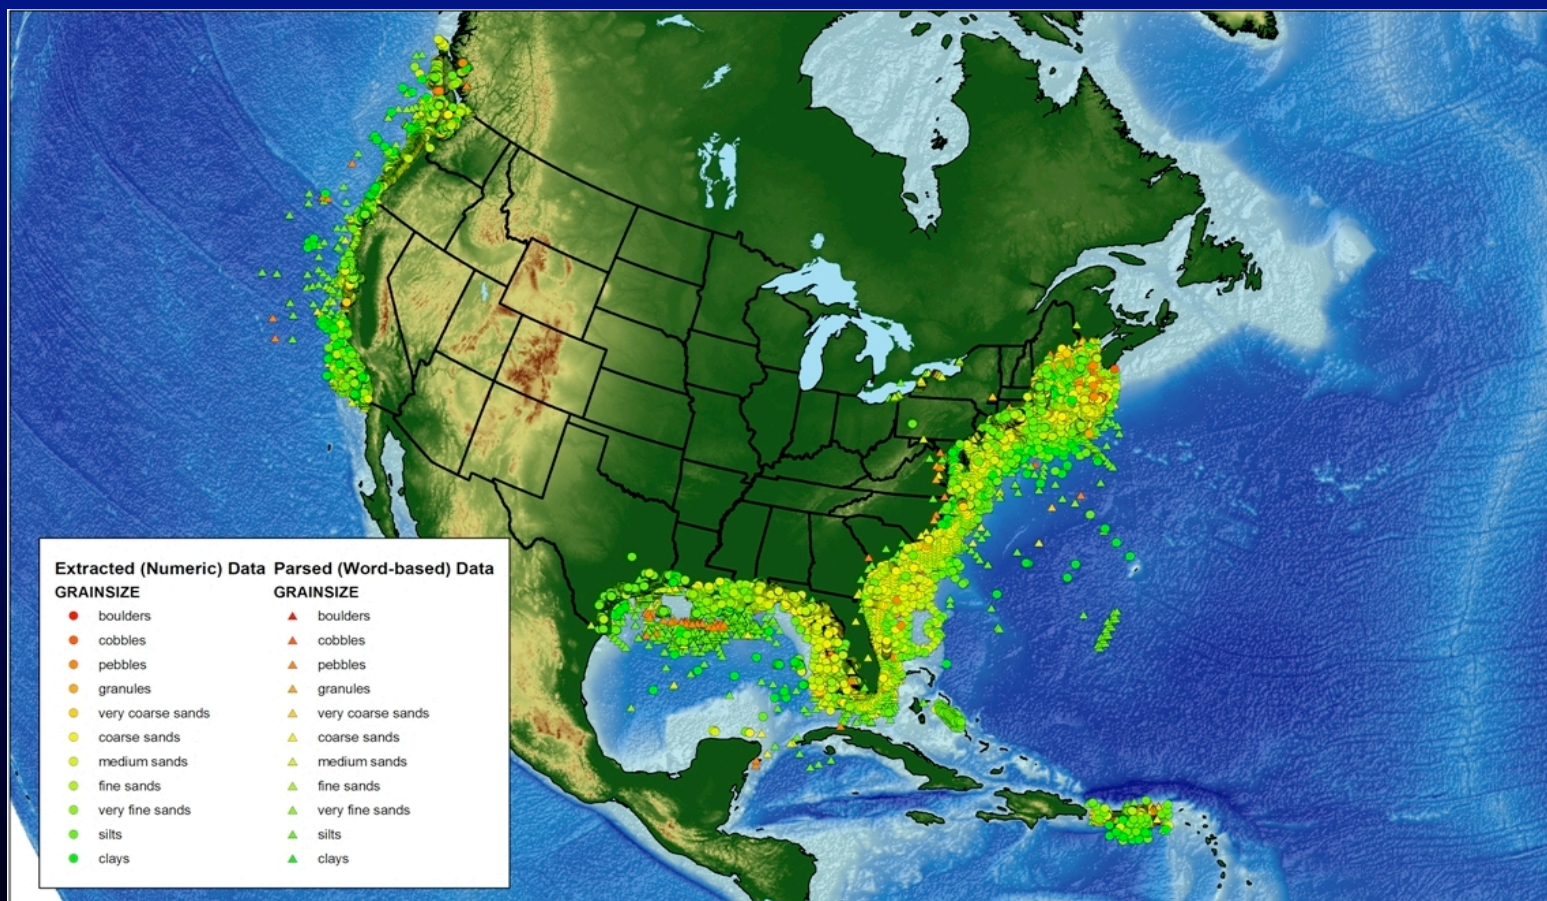 Extracted (Numeric) Data Parsed (Word-based) Data
GRAINSIZE GRAINSIZE
boulders boulders
cobbles cobbles
pebbles pebbles
granules granules
very coarse sands very coarse sands
coarse sands coarse sands
medium sands medium sands
fine sands fine sands
very fine sands very fine sands
silts silts
clays clays